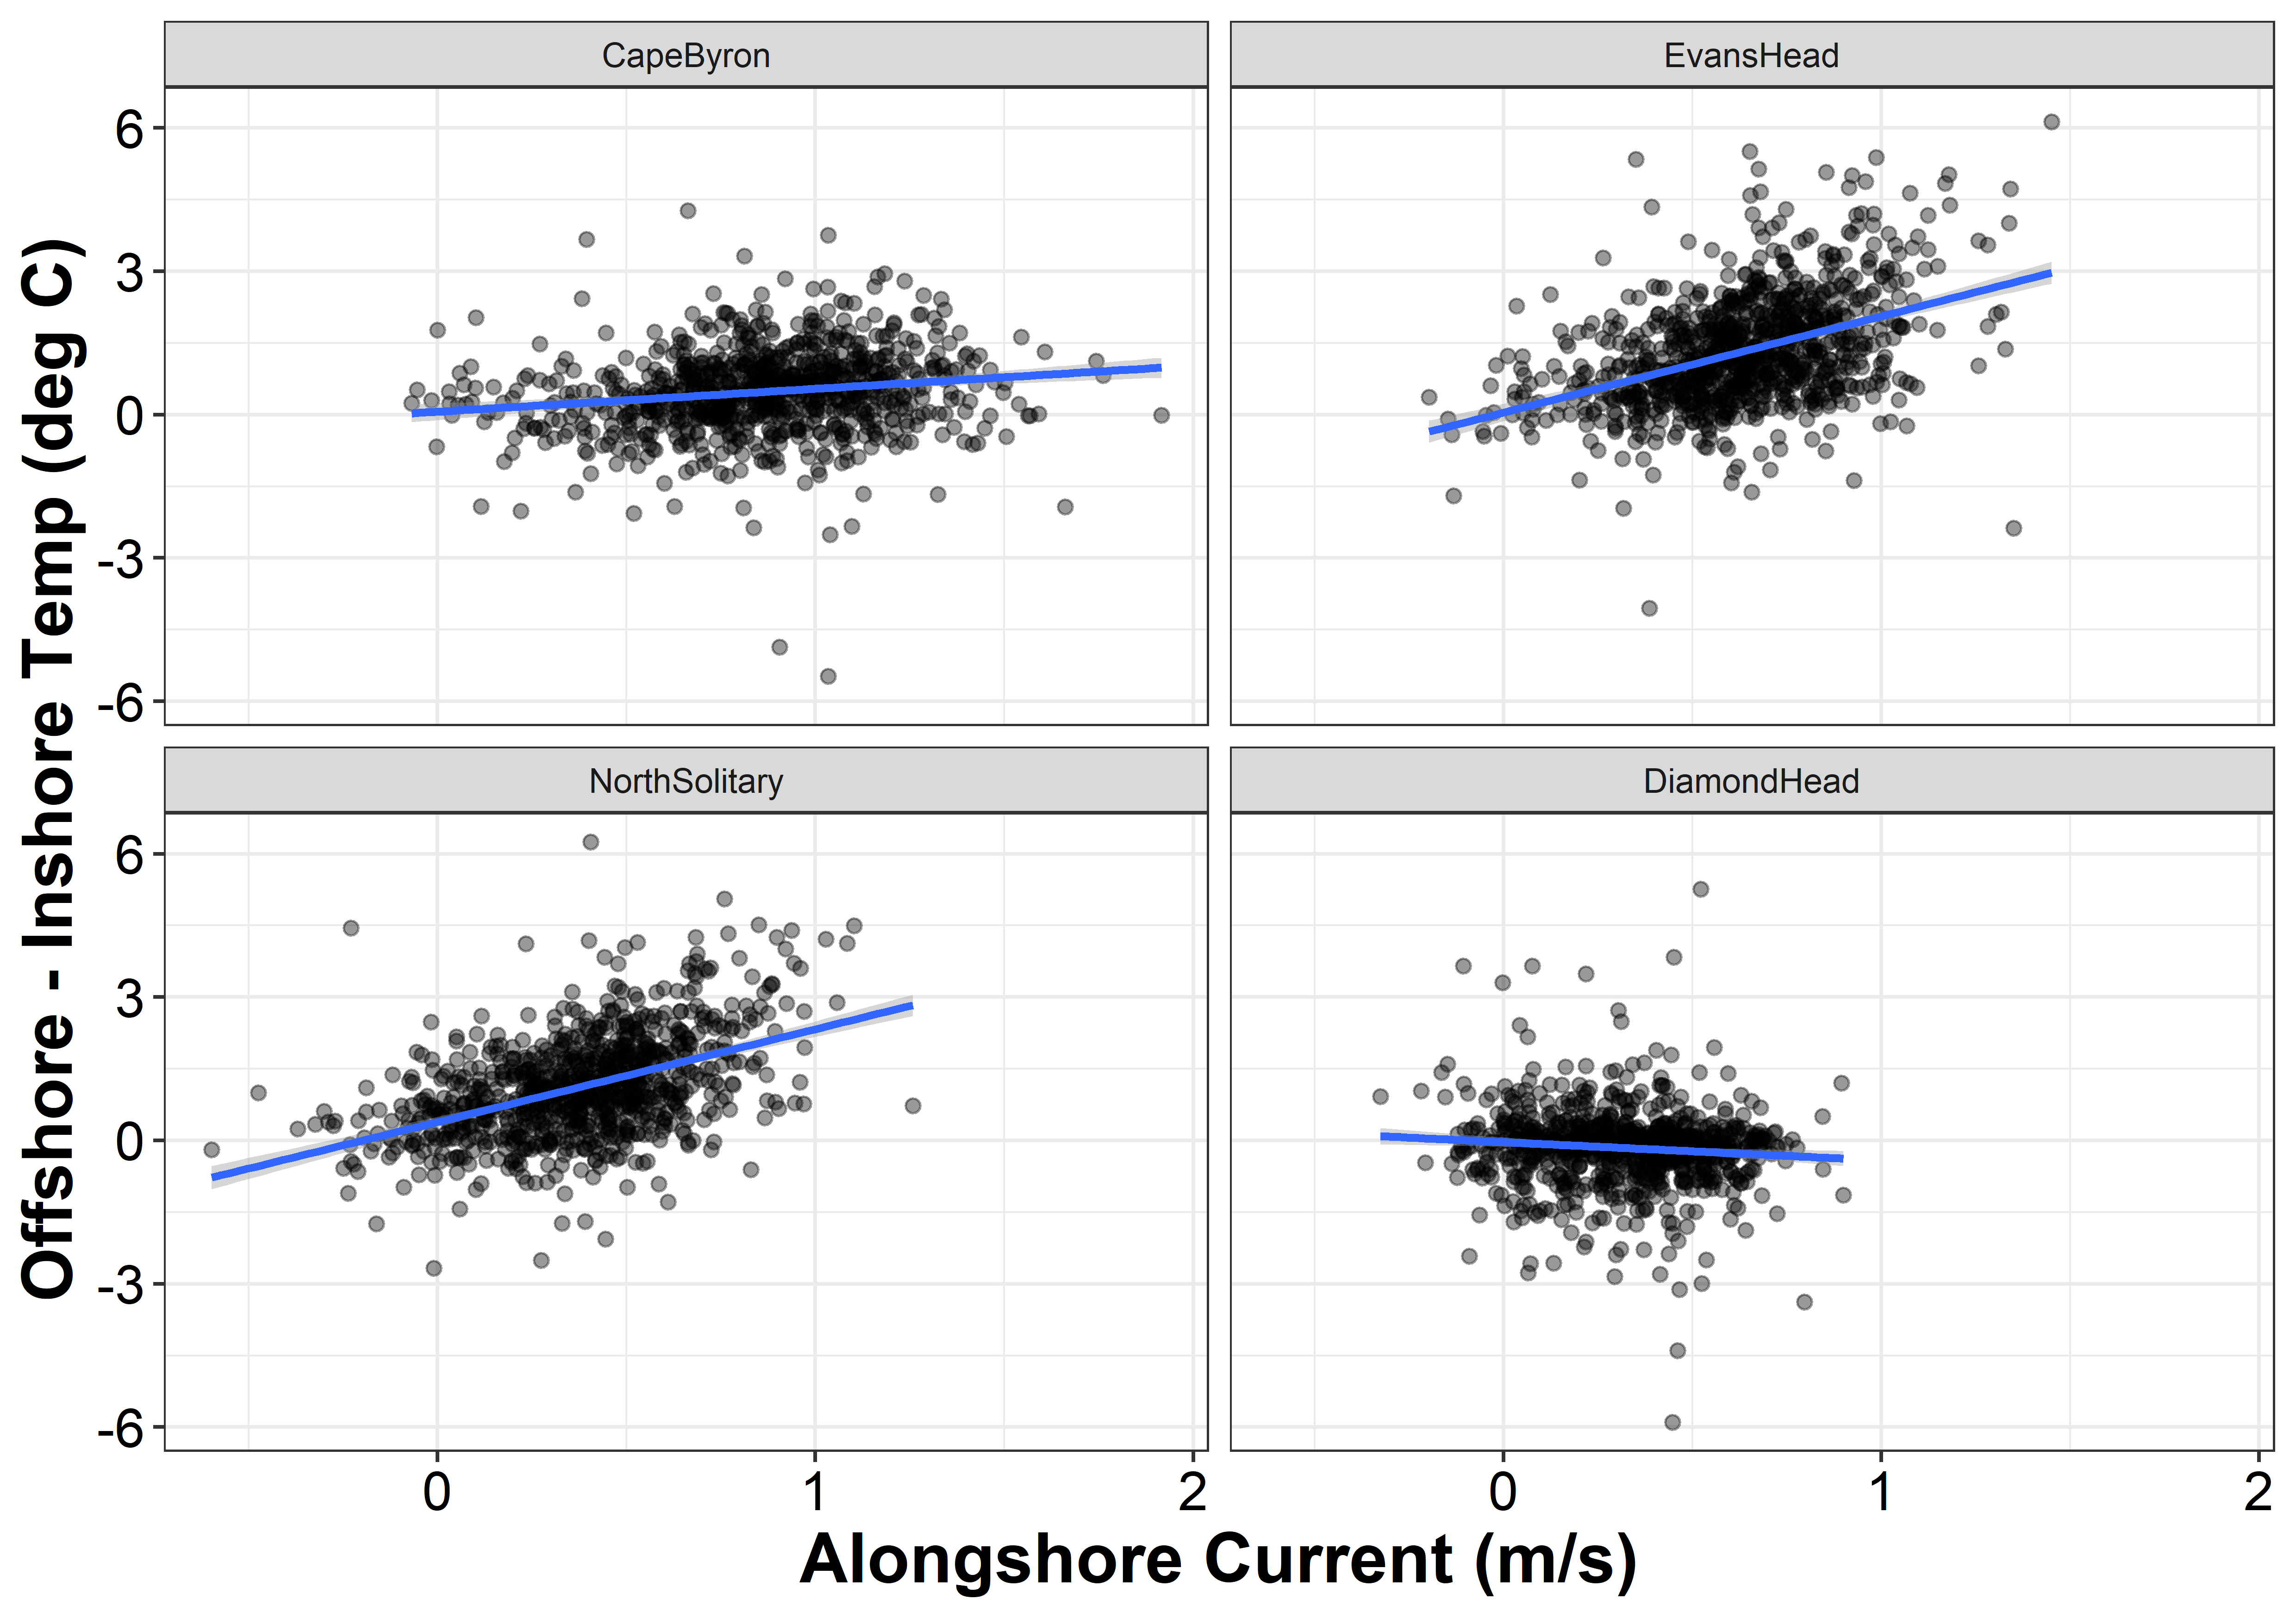 CapeByron
EvansHead
6
3
0
-3
-6
NorthSolitary
DiamondHead
6
3
0
-3
-6
0
1
2
0
1
2
Offshore - Inshore Temp (deg C)
Alongshore Current (m/s)